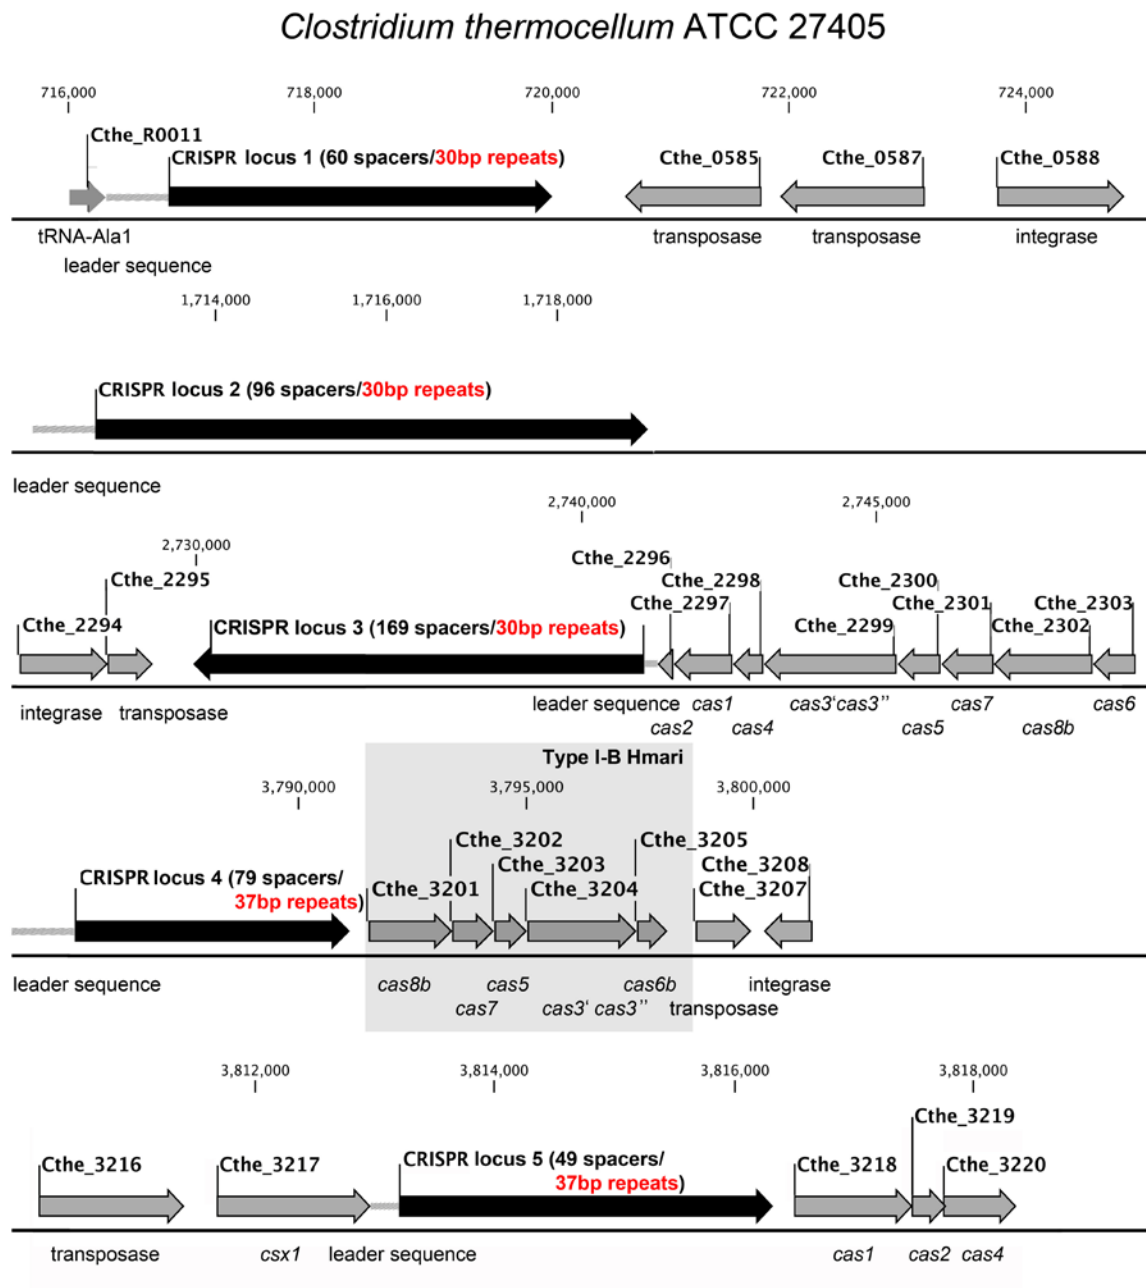 Clostridium thermocellum ATCC 27405
716,000 718,000 720,000 722,000 724,000
Cthe_R0011
CRISPR locus 1 (60 spacers/30bp repeats) Cthe_0585 Cthe_0587 Cthe_0588
tRNA-Ala1 transposase transposase integrase
leader sequence
1,714,000 1,716,000 1,718,000
CRISPR locus 2 (96 spacers/30bp repeats)
leader sequence
2,740,000 2,745,000
2,730,000
Cthe_2296
Cthe_2295 Cthe_2298 Cthe_2300
Cthe_2297 Cthe_2301 Cthe_2303
Cthe_2294 CRISPR locus 3 (169 spacers/30bp repeats) Cthe_2299 Cthe_2302
leader sequence cas1 cas3‘cas3’’ cas7 cas6
integrase transposase
cas2 cas4 cas5 cas8b
Type I-B Hmari
3,790,000 3,795,000 3,800,000
Cthe_3202 Cthe_3205
Cthe_3203 Cthe_3208
CRISPR locus 4 (79 spacers/
Cthe_3201 Cthe_3204 Cthe_3207
37bp repeats)
leader sequence cas8b cas5 cas6b integrase
cas7 cas3‘ cas3’’ transposase
3,812,000 3,814,000 3,816,000 3,818,000
Cthe_3219
CRISPR locus 5 (49 spacers/
Cthe_3216 Cthe_3217 Cthe_3218 Cthe_3220
37bp repeats)
transposase csx1 leader sequence cas1 cas2 cas4